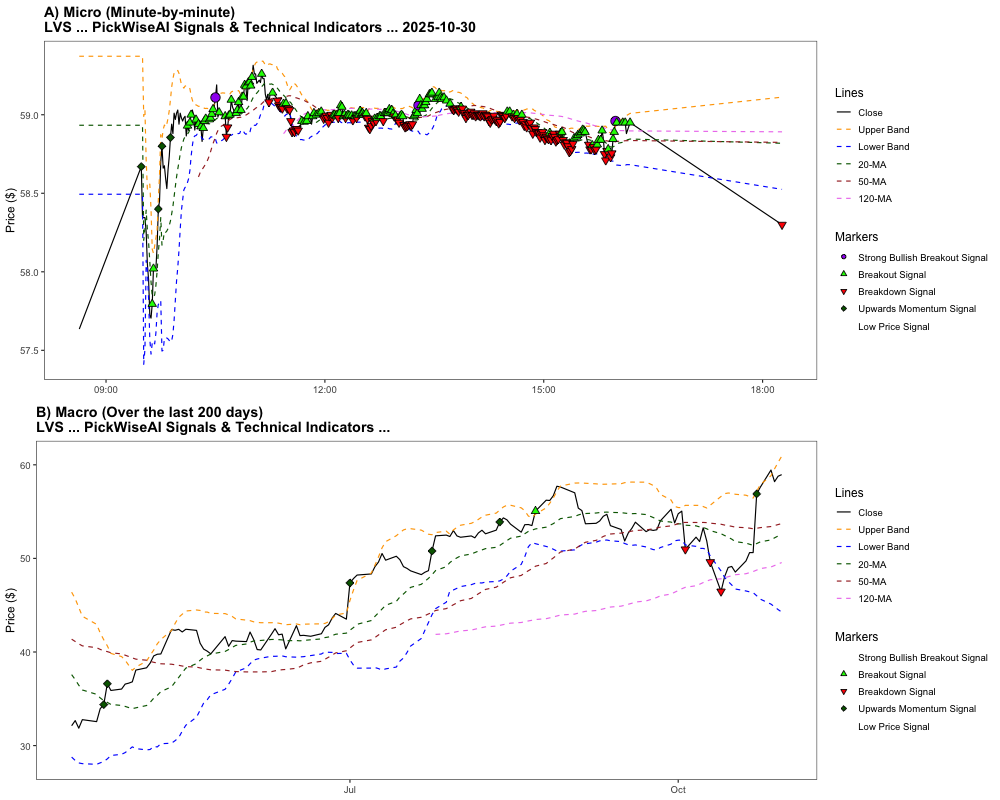 A) Micro (Minute-by-minute)
LVS ... PickWiseAI Signals & Technical Indicators ... 2025-10-30
Price ($)
59.0
58.5
58.0
57.5
09:00
12:00
15:00
18:00
Lines
Close
Upper Band
Lower Band
20-MA
50-MA
120-MA
Markers
Strong Bullish Breakout Signal
Breakout Signal
Breakdown Signal
Upwards Momentum Signal
Low Price Signal
B) Macro (Over the last 200 days)
LVS ... PickWiseAI Signals & Technical Indicators ...
Price ($)
60
50
40
30
Jul
Oct
Lines
Close
Upper Band
Lower Band
20-MA
50-MA
120-MA
Markers
Strong Bullish Breakout Signal
Breakout Signal
Breakdown Signal
Upwards Momentum Signal
Low Price Signal